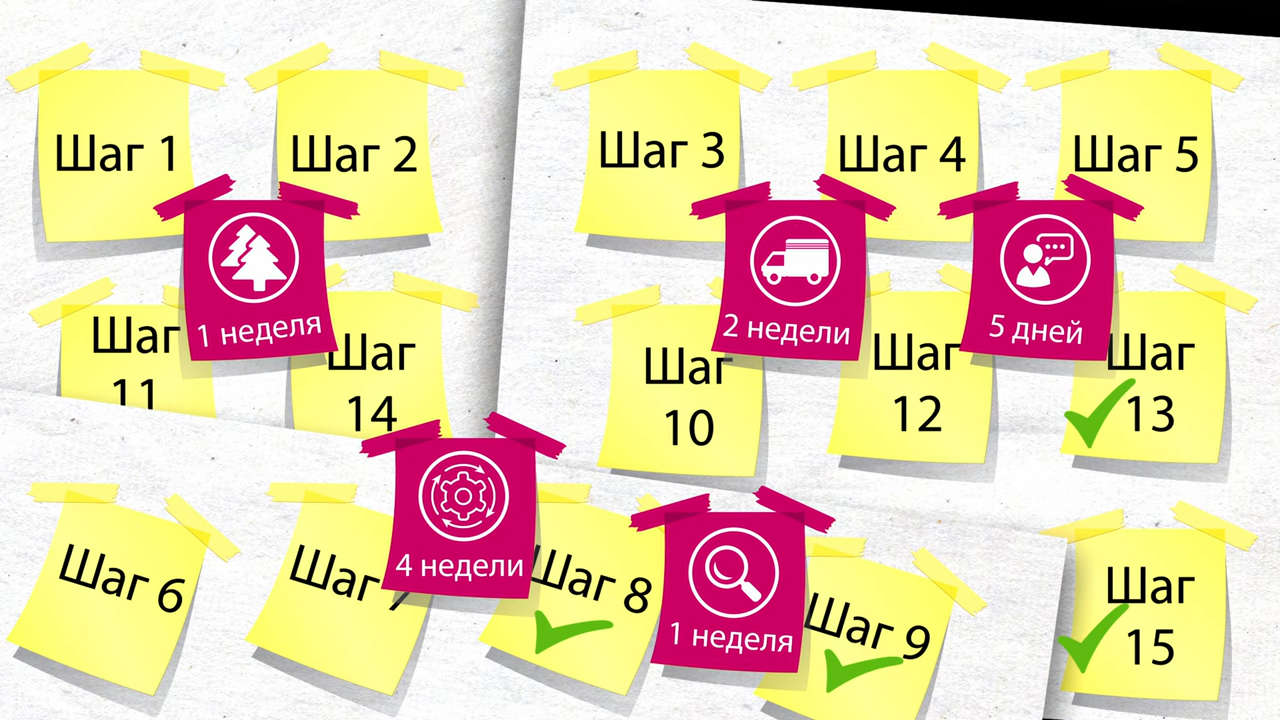 Шаг 1
Шаг 2
Шаг 3
Шаг 4
Шаг 5
1 неделя
2 недели
5 дней
Шаг
11
Шаг
14
Шаг
10
Шаг
12
Шаг
13
4 недели
1 неделя
Шаг 6
Шаг 7
Шаг 8
Шаг 9
Шаг
15